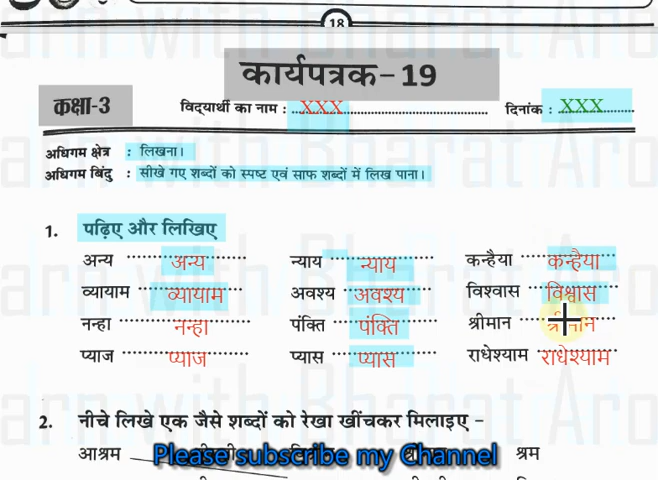 18
कार्यपत्रक- 19
कक्षा-3 विद्यार्थी का नाम : XXX दिनांक : XXX
अधिगम क्षेत्र : लिखना।
अधिगम बिंदु : सीखे गए शब्दों को स्पष्ट एवं साफ शब्दों में लिख पाना।
1. पढ़िए और लिखिए
अन्य अन्य न्याय न्याय कन्हैया कन्हैया
व्यायाम व्यायाम अवश्य अवश्य विश्वास विश्वास
नन्हा नन्हा पंक्ति पंक्ति श्रीमान श्रीमान
प्याज प्याज प्यास प्यास राधेश्याम राधेश्याम
2. नीचे लिखे एक जैसे शब्दों को रेखा खींचकर मिलाइए -
आश्रम श्रम
Please subscribe my Channel